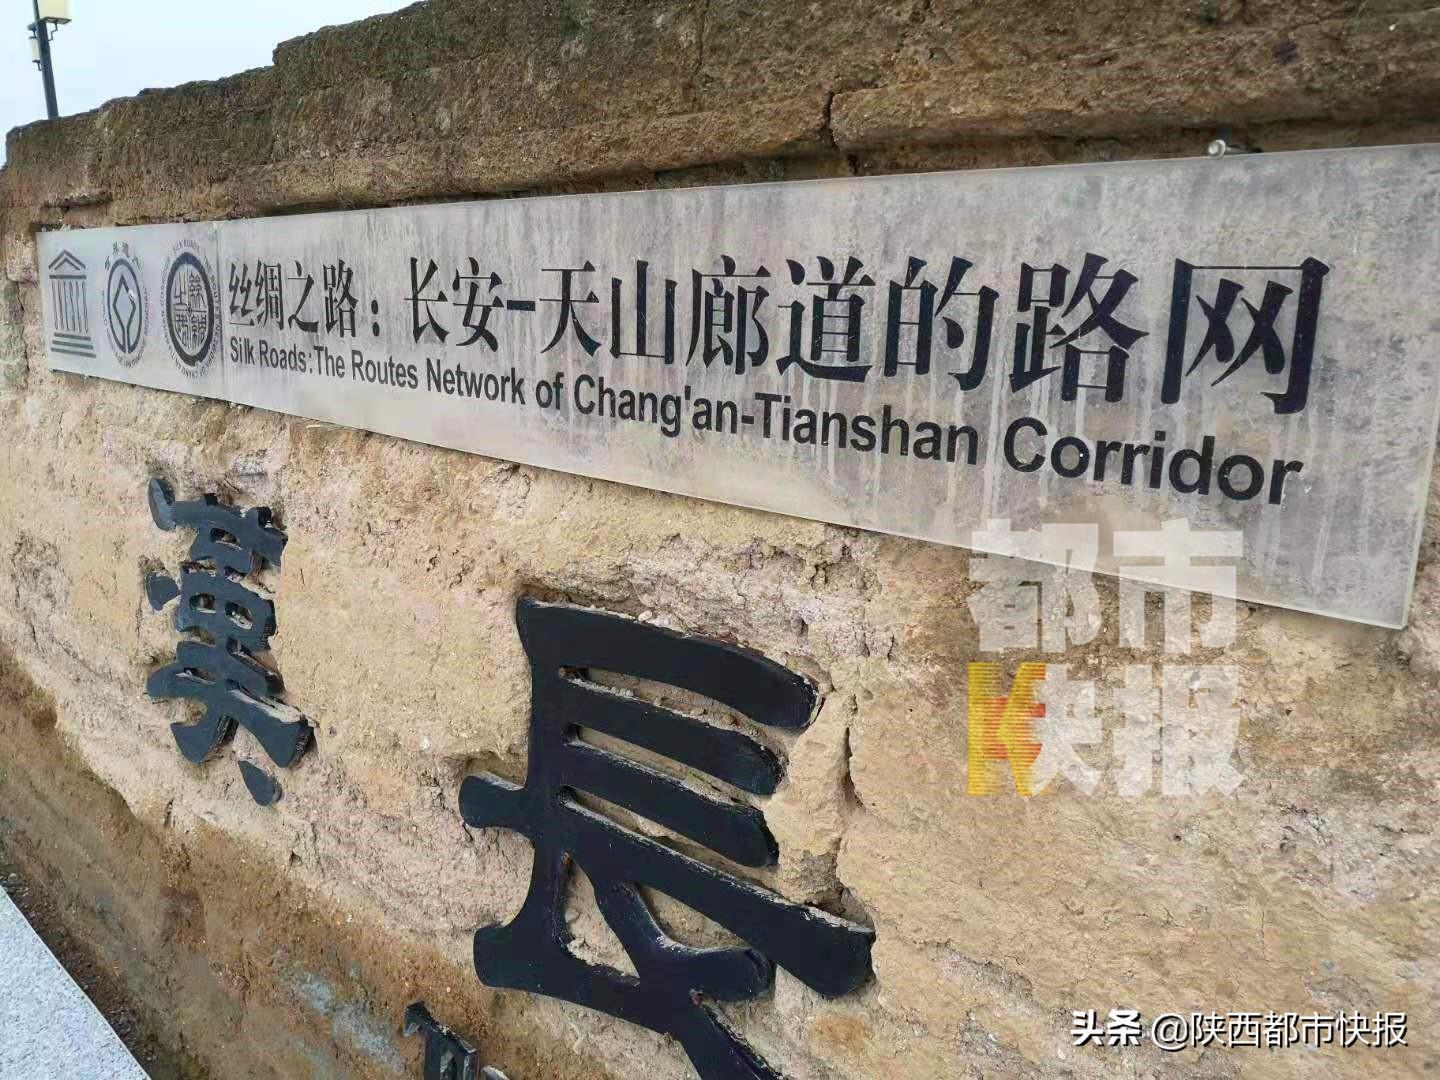 丝绸之路：长安-天山廊道的路网
Silk Roads:The Routes Network of Chang'an-Tianshan Corridor
漢 長
都市
快报
头条 @陕西都市快报